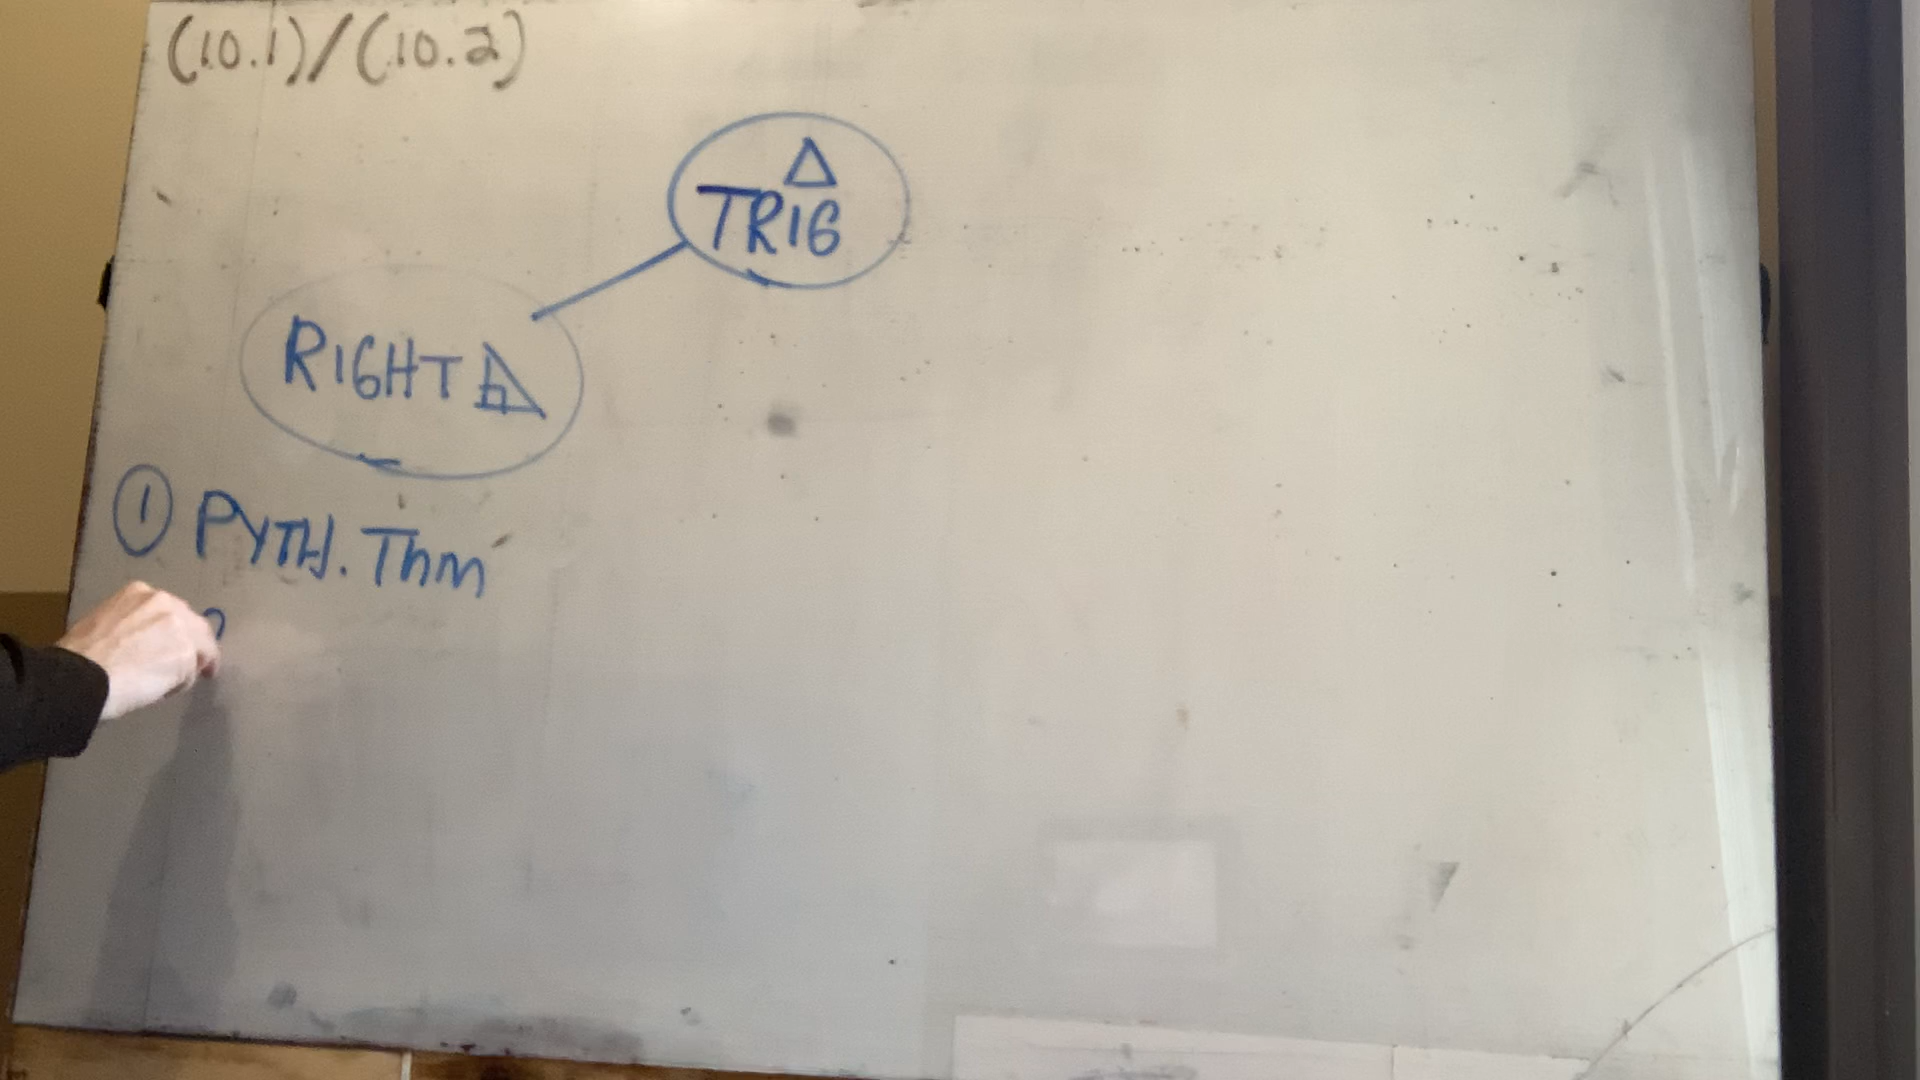 (10.1)/(10.2)
△
TRIG
RIGHT ◺
① PYTH. Thm